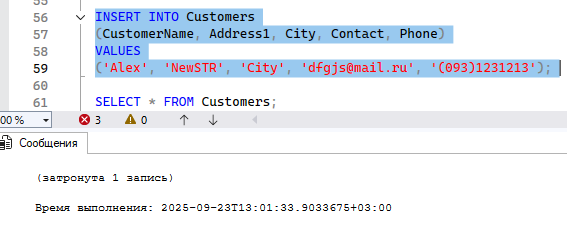 56 INSERT INTO Customers
57 (CustomerName, Address1, City, Contact, Phone)
58 VALUES
59 ('Alex', 'NewSTR', 'City', 'dfgjs@mail.ru', '(093)1231213');
60
61 SELECT * FROM Customers;
00 % 3 0
Сообщения
(затронута 1 запись)
Время выполнения: 2025-09-23T13:01:33.9033675+03:00